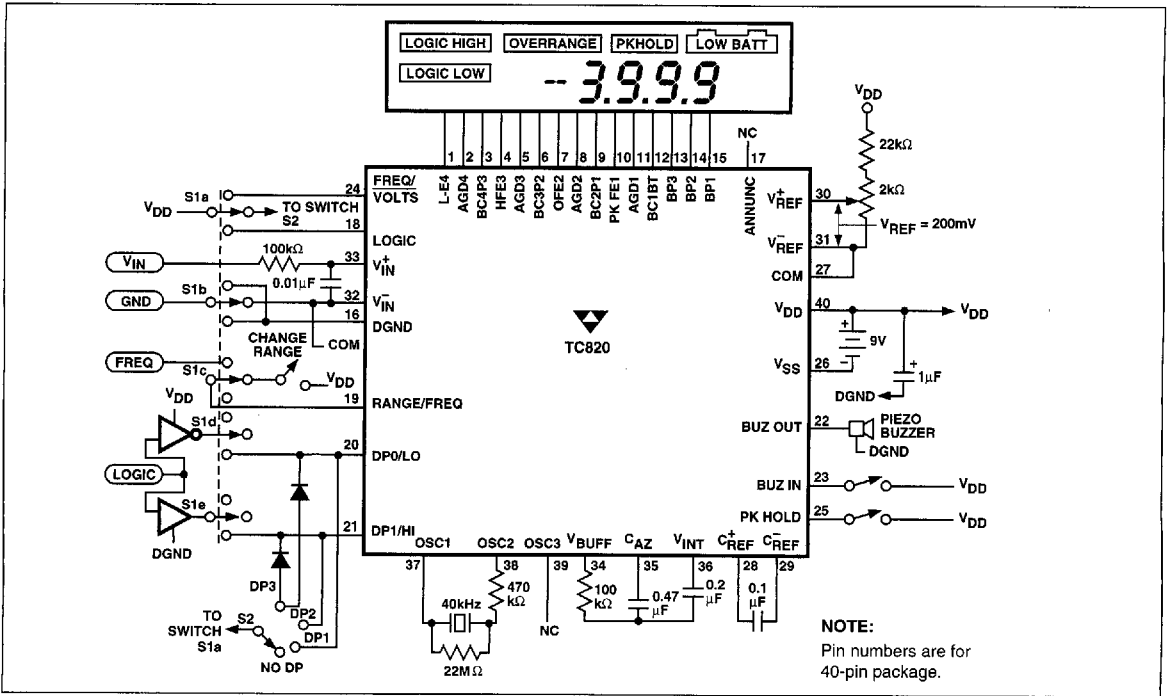 LOGIC HIGH OVERRANGE PKHOLD LOW BATT
LOGIC LOW -3.9.9.9
1 2 3 4 5 6 7 8 9 10 11 12 13 14 15
NC
17
L-E4
AGD4
BC4P3
HFE3
AGD3
BC3P2
OFE2
AGD2
BC2P1
PK FE1
AGD1
BC1BT
BP3
BP2
BP1
ANNUNC
VDD
22kΩ
2kΩ
V+REF 30
VREF = 200mV
V-REF 31
COM 27
VDD 40 VDD
+
9V
−
VSS 26
+
1μF
DGND
BUZ OUT 22
PIEZO
BUZZER
DGND
BUZ IN 23 VDD
PK HOLD 25 VDD
S1a
VDD
TO SWITCH
S2
24 FREQ/
VOLTS
18 LOGIC
VIN
100kΩ
33 V+IN
0.01μF
GND
S1b
32 V-IN
16 DGND
COM
CHANGE
RANGE
FREQ
S1c
VDD
19 RANGE/FREQ
VDD
S1d
20 DP0/LO
LOGIC
S1e
21 DP1/HI
DGND
DP3
DP2
DP1
TO
SWITCH
S1a
S2
NO DP
TC820
OSC1 OSC2 OSC3 VBUFF CAZ VINT C+REF C-REF
37 38 39 34 35 36 28 29
40kHz
470
kΩ
22MΩ
NC
100
kΩ
0.47
μF
0.2
μF
0.1
μF
NOTE:
Pin numbers are for
40-pin package.